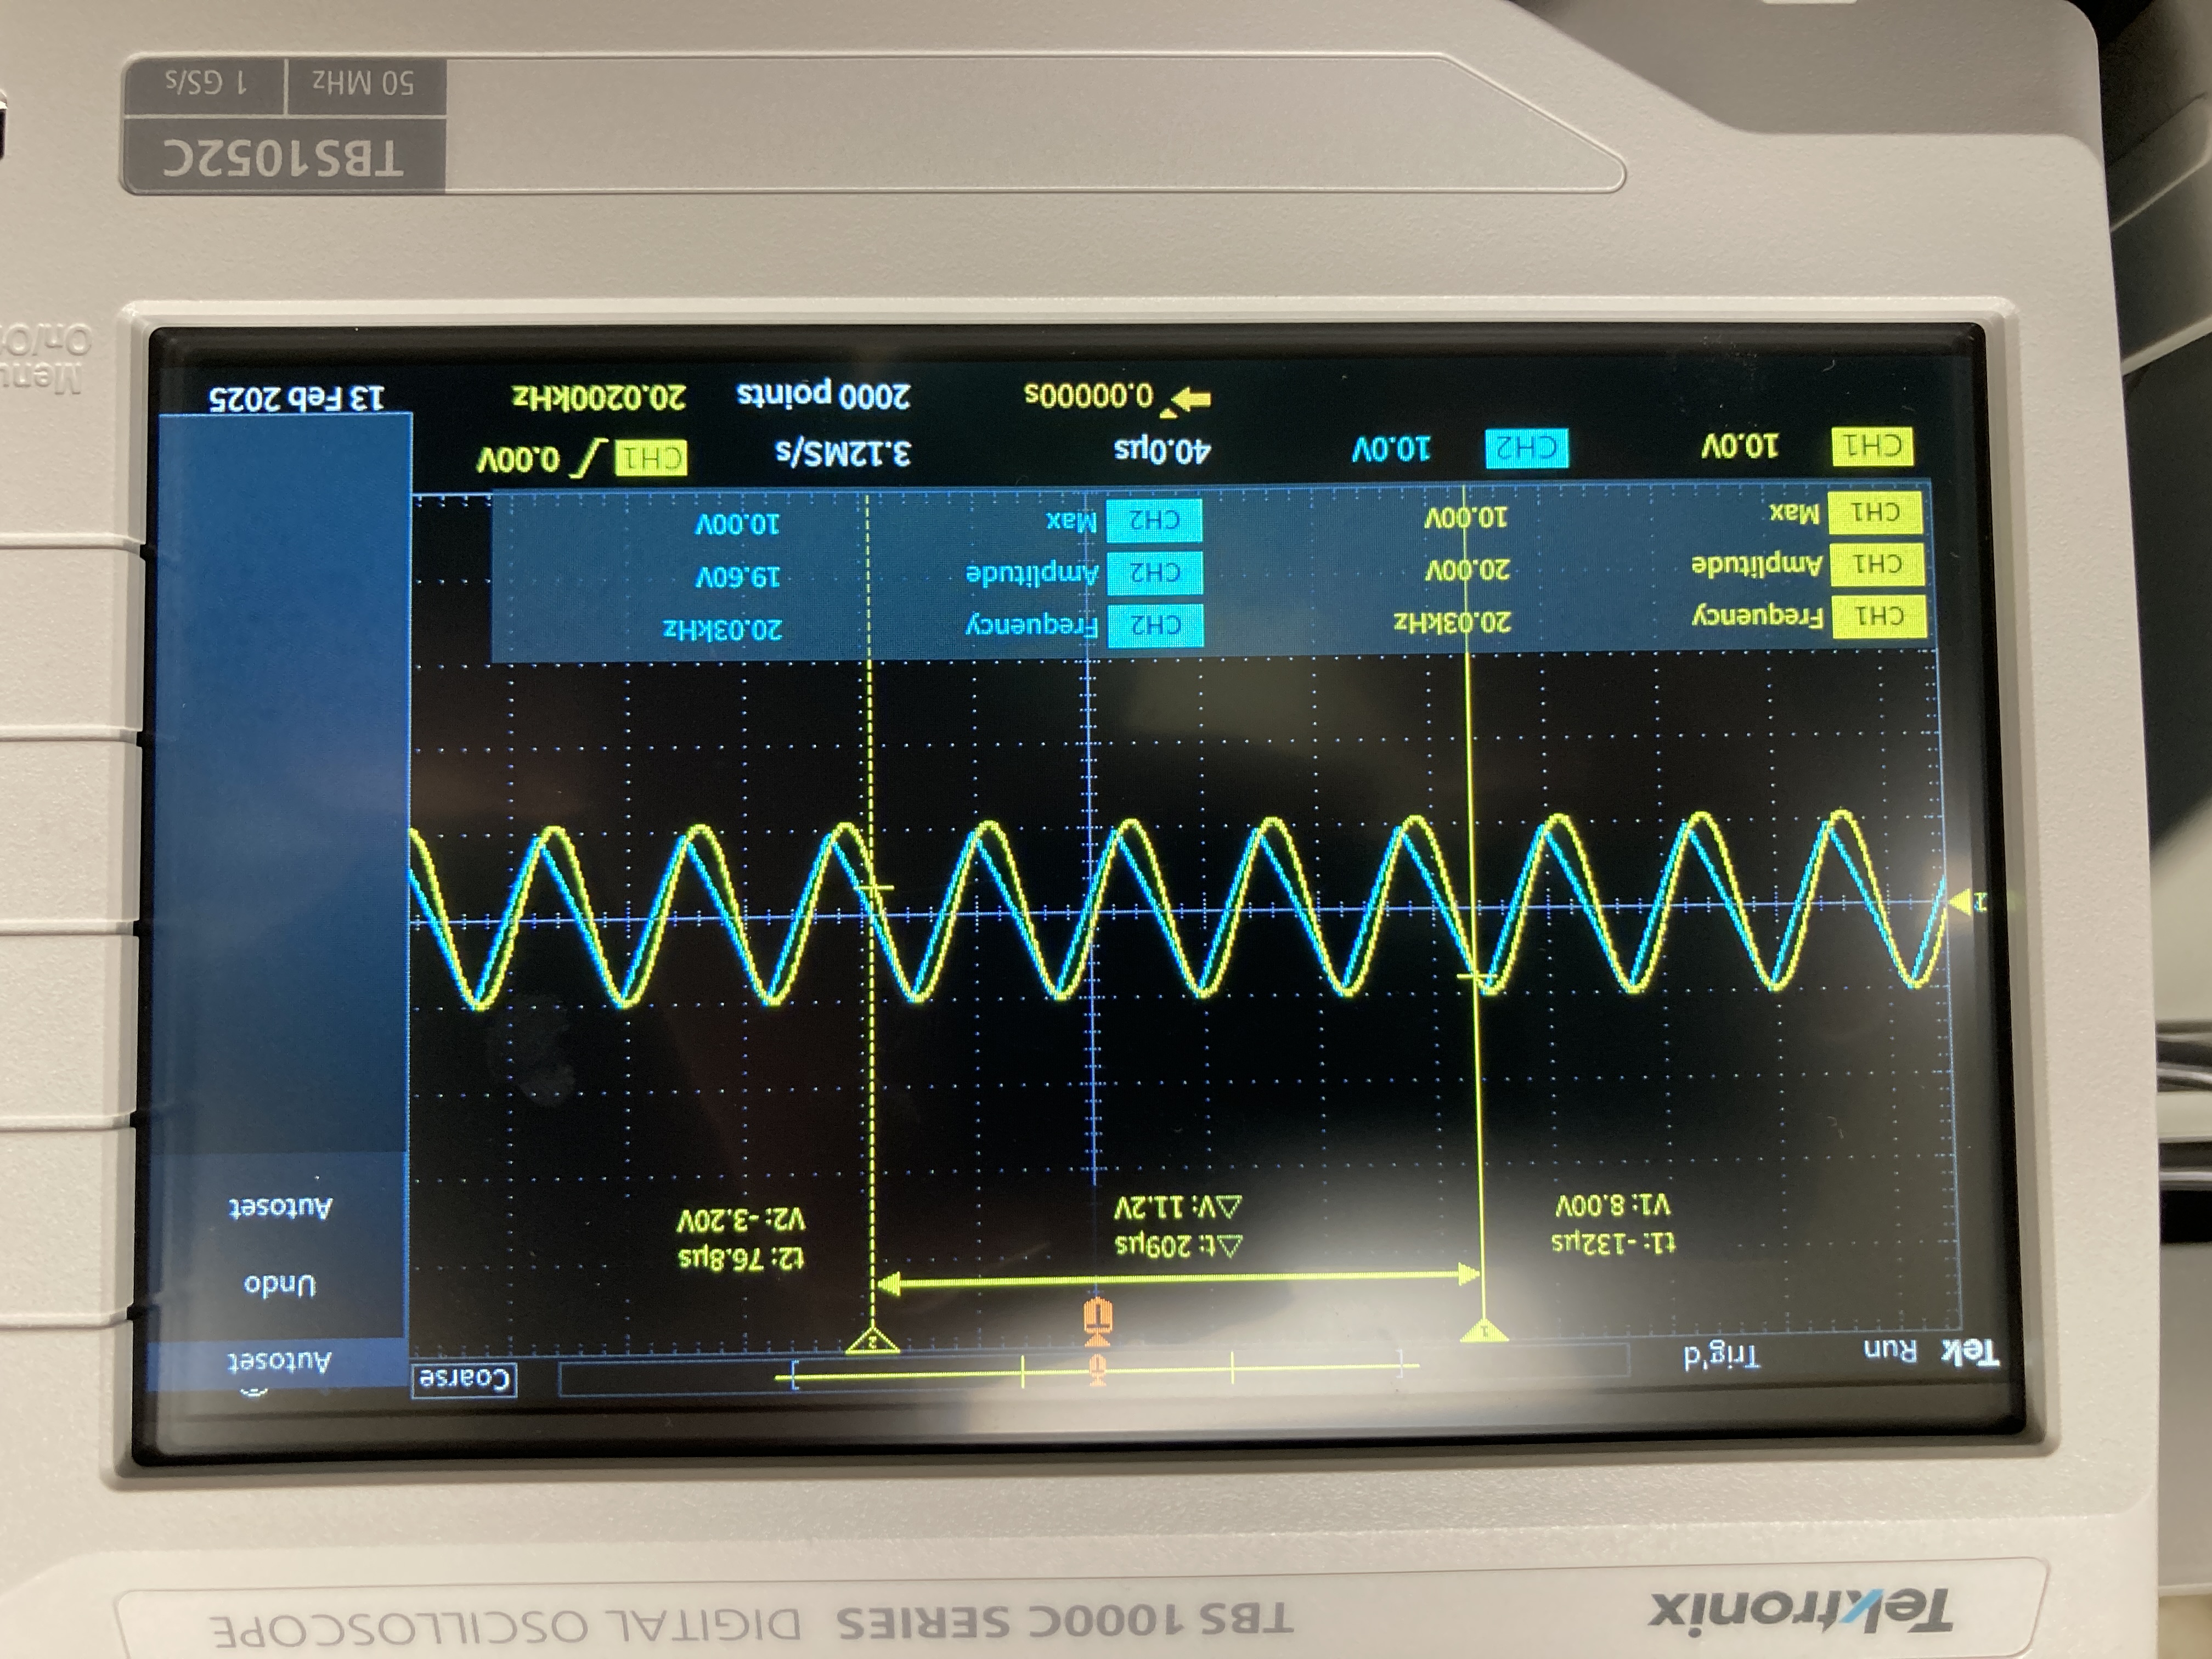 Tektronix TBS 1000C SERIES DIGITAL OSCILLOSCOPE
Tek Run Trig'd T Coarse Autoset
1 T 2
t1: -132µs △t: 209µs t2: 76.8µs Undo
V1: 8.00V △V: 11.2V V2: -3.20V Autoset
CH1 Frequency 20.03kHz CH2 Frequency 20.03kHz
CH1 Amplitude 20.00V CH2 Amplitude 19.60V
CH1 Max 10.00V CH2 Max 10.00V
CH1 10.0V CH2 10.0V 40.0µs 3.12MS/s CH1 0.00V
0.00000s 2000 points 20.0200kHz 13 Feb 2025
Menu
TBS1052C
50 MHz 1 GS/s